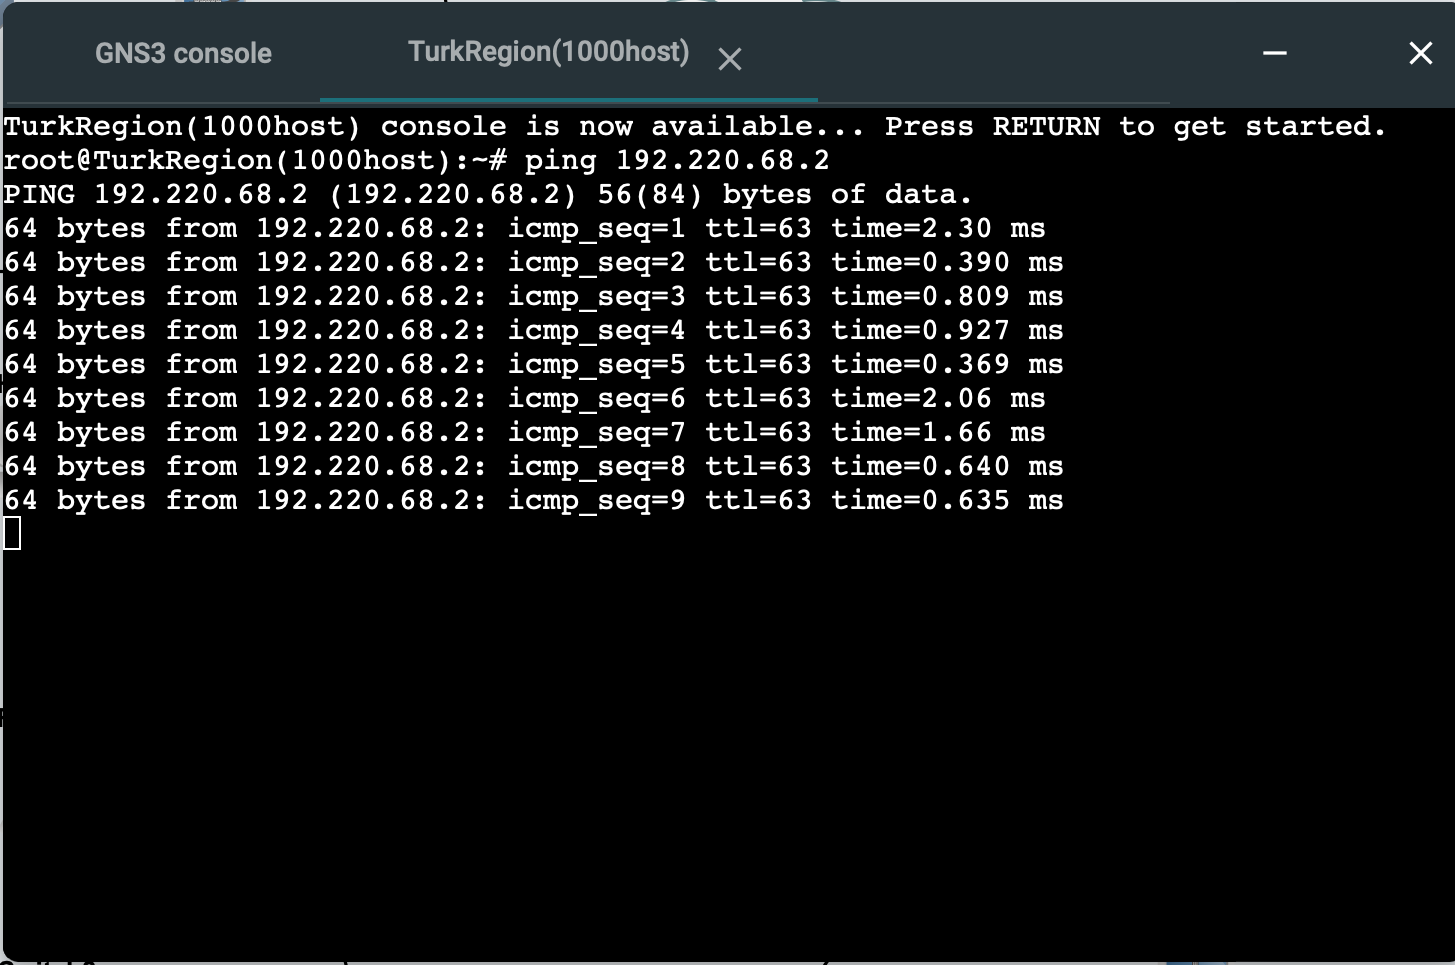 GNS3 console
TurkRegion(1000host)
TurkRegion(1000host) console is now available... Press RETURN to get started.
root@TurkRegion(1000host):~# ping 192.220.68.2
PING 192.220.68.2 (192.220.68.2) 56(84) bytes of data.
64 bytes from 192.220.68.2: icmp_seq=1 ttl=63 time=2.30 ms
64 bytes from 192.220.68.2: icmp_seq=2 ttl=63 time=0.390 ms
64 bytes from 192.220.68.2: icmp_seq=3 ttl=63 time=0.809 ms
64 bytes from 192.220.68.2: icmp_seq=4 ttl=63 time=0.927 ms
64 bytes from 192.220.68.2: icmp_seq=5 ttl=63 time=0.369 ms
64 bytes from 192.220.68.2: icmp_seq=6 ttl=63 time=2.06 ms
64 bytes from 192.220.68.2: icmp_seq=7 ttl=63 time=1.66 ms
64 bytes from 192.220.68.2: icmp_seq=8 ttl=63 time=0.640 ms
64 bytes from 192.220.68.2: icmp_seq=9 ttl=63 time=0.635 ms